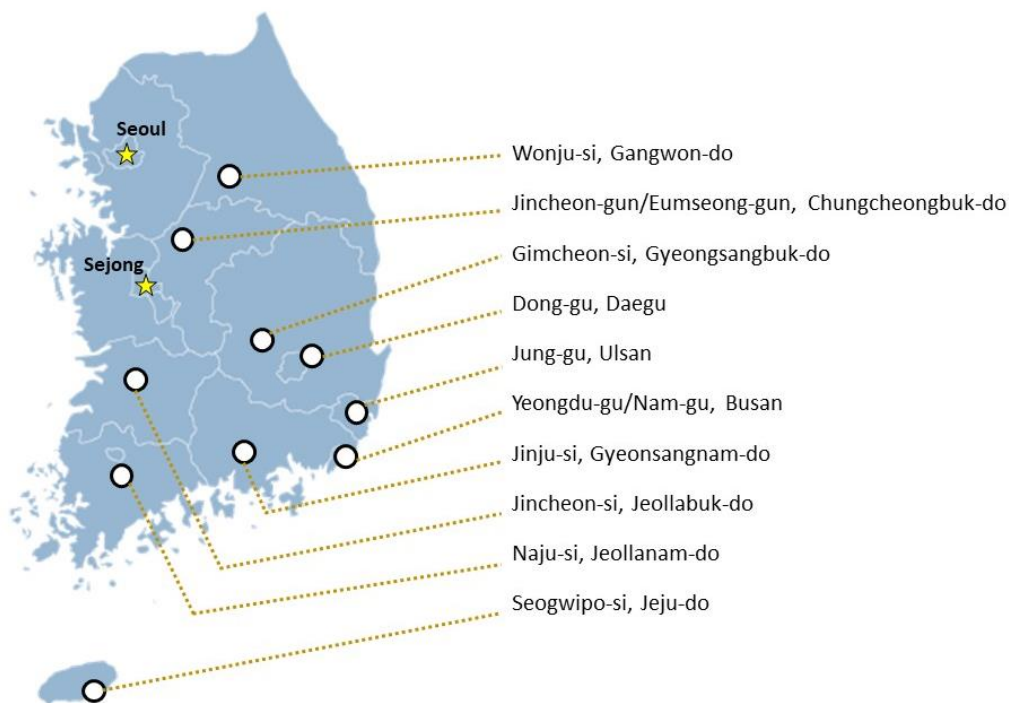 Seoul
Wonju-si, Gangwon-do
Jincheon-gun/Eumseong-gun, Chungcheongbuk-do
Gimcheon-si, Gyeongsangbuk-do
Sejong
Dong-gu, Daegu
Jung-gu, Ulsan
Yeongdu-gu/Nam-gu, Busan
Jinju-si, Gyeonsangnam-do
Jincheon-si, Jeollabuk-do
Naju-si, Jeollanam-do
Seogwipo-si, Jeju-do